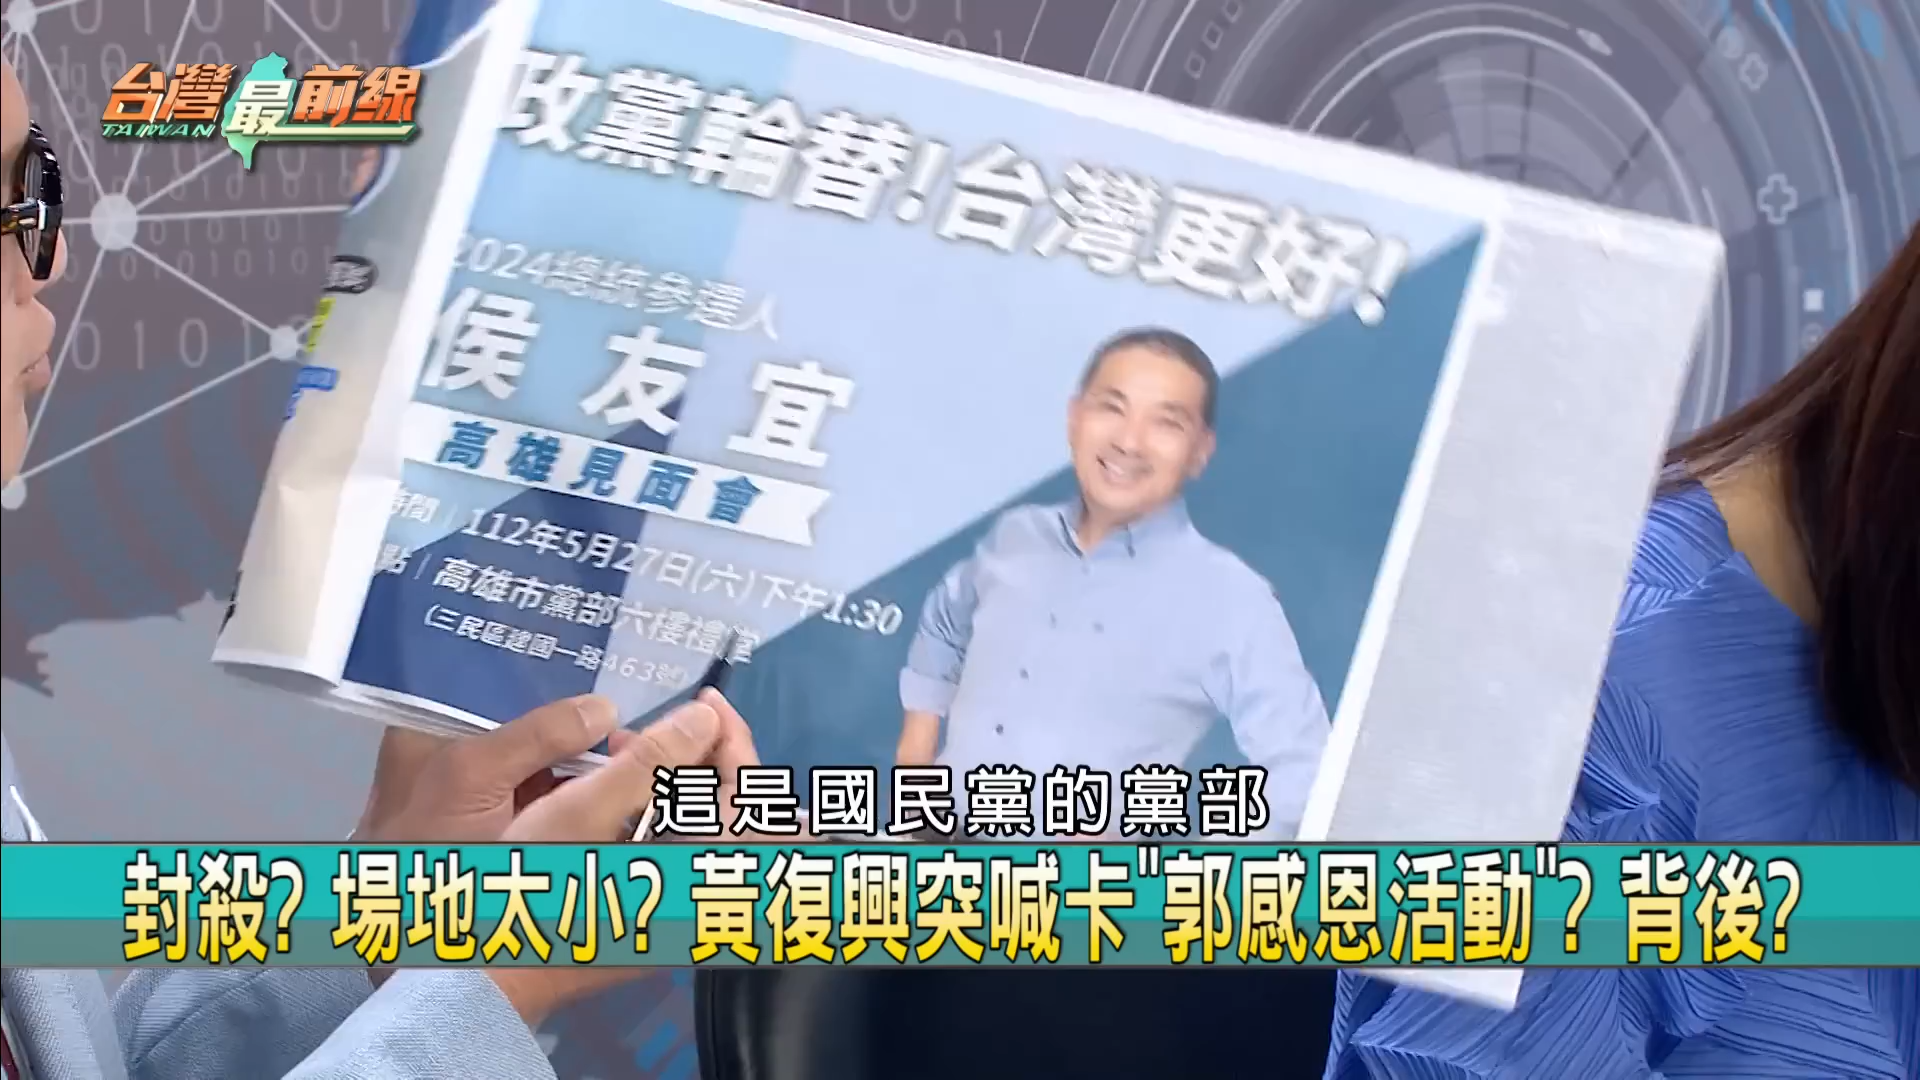 台灣最前線
TAIWAN
政黨輪替!台灣更好!
2024總統參選人
侯友宜
高雄見面會
時間|112年5月27日(六)下午1:30
點|高雄市黨部六樓禮堂
(三民區建國一路463號)
這是國民黨的黨部
封殺?場地太小?黃復興突喊卡"郭感恩活動"?背後?